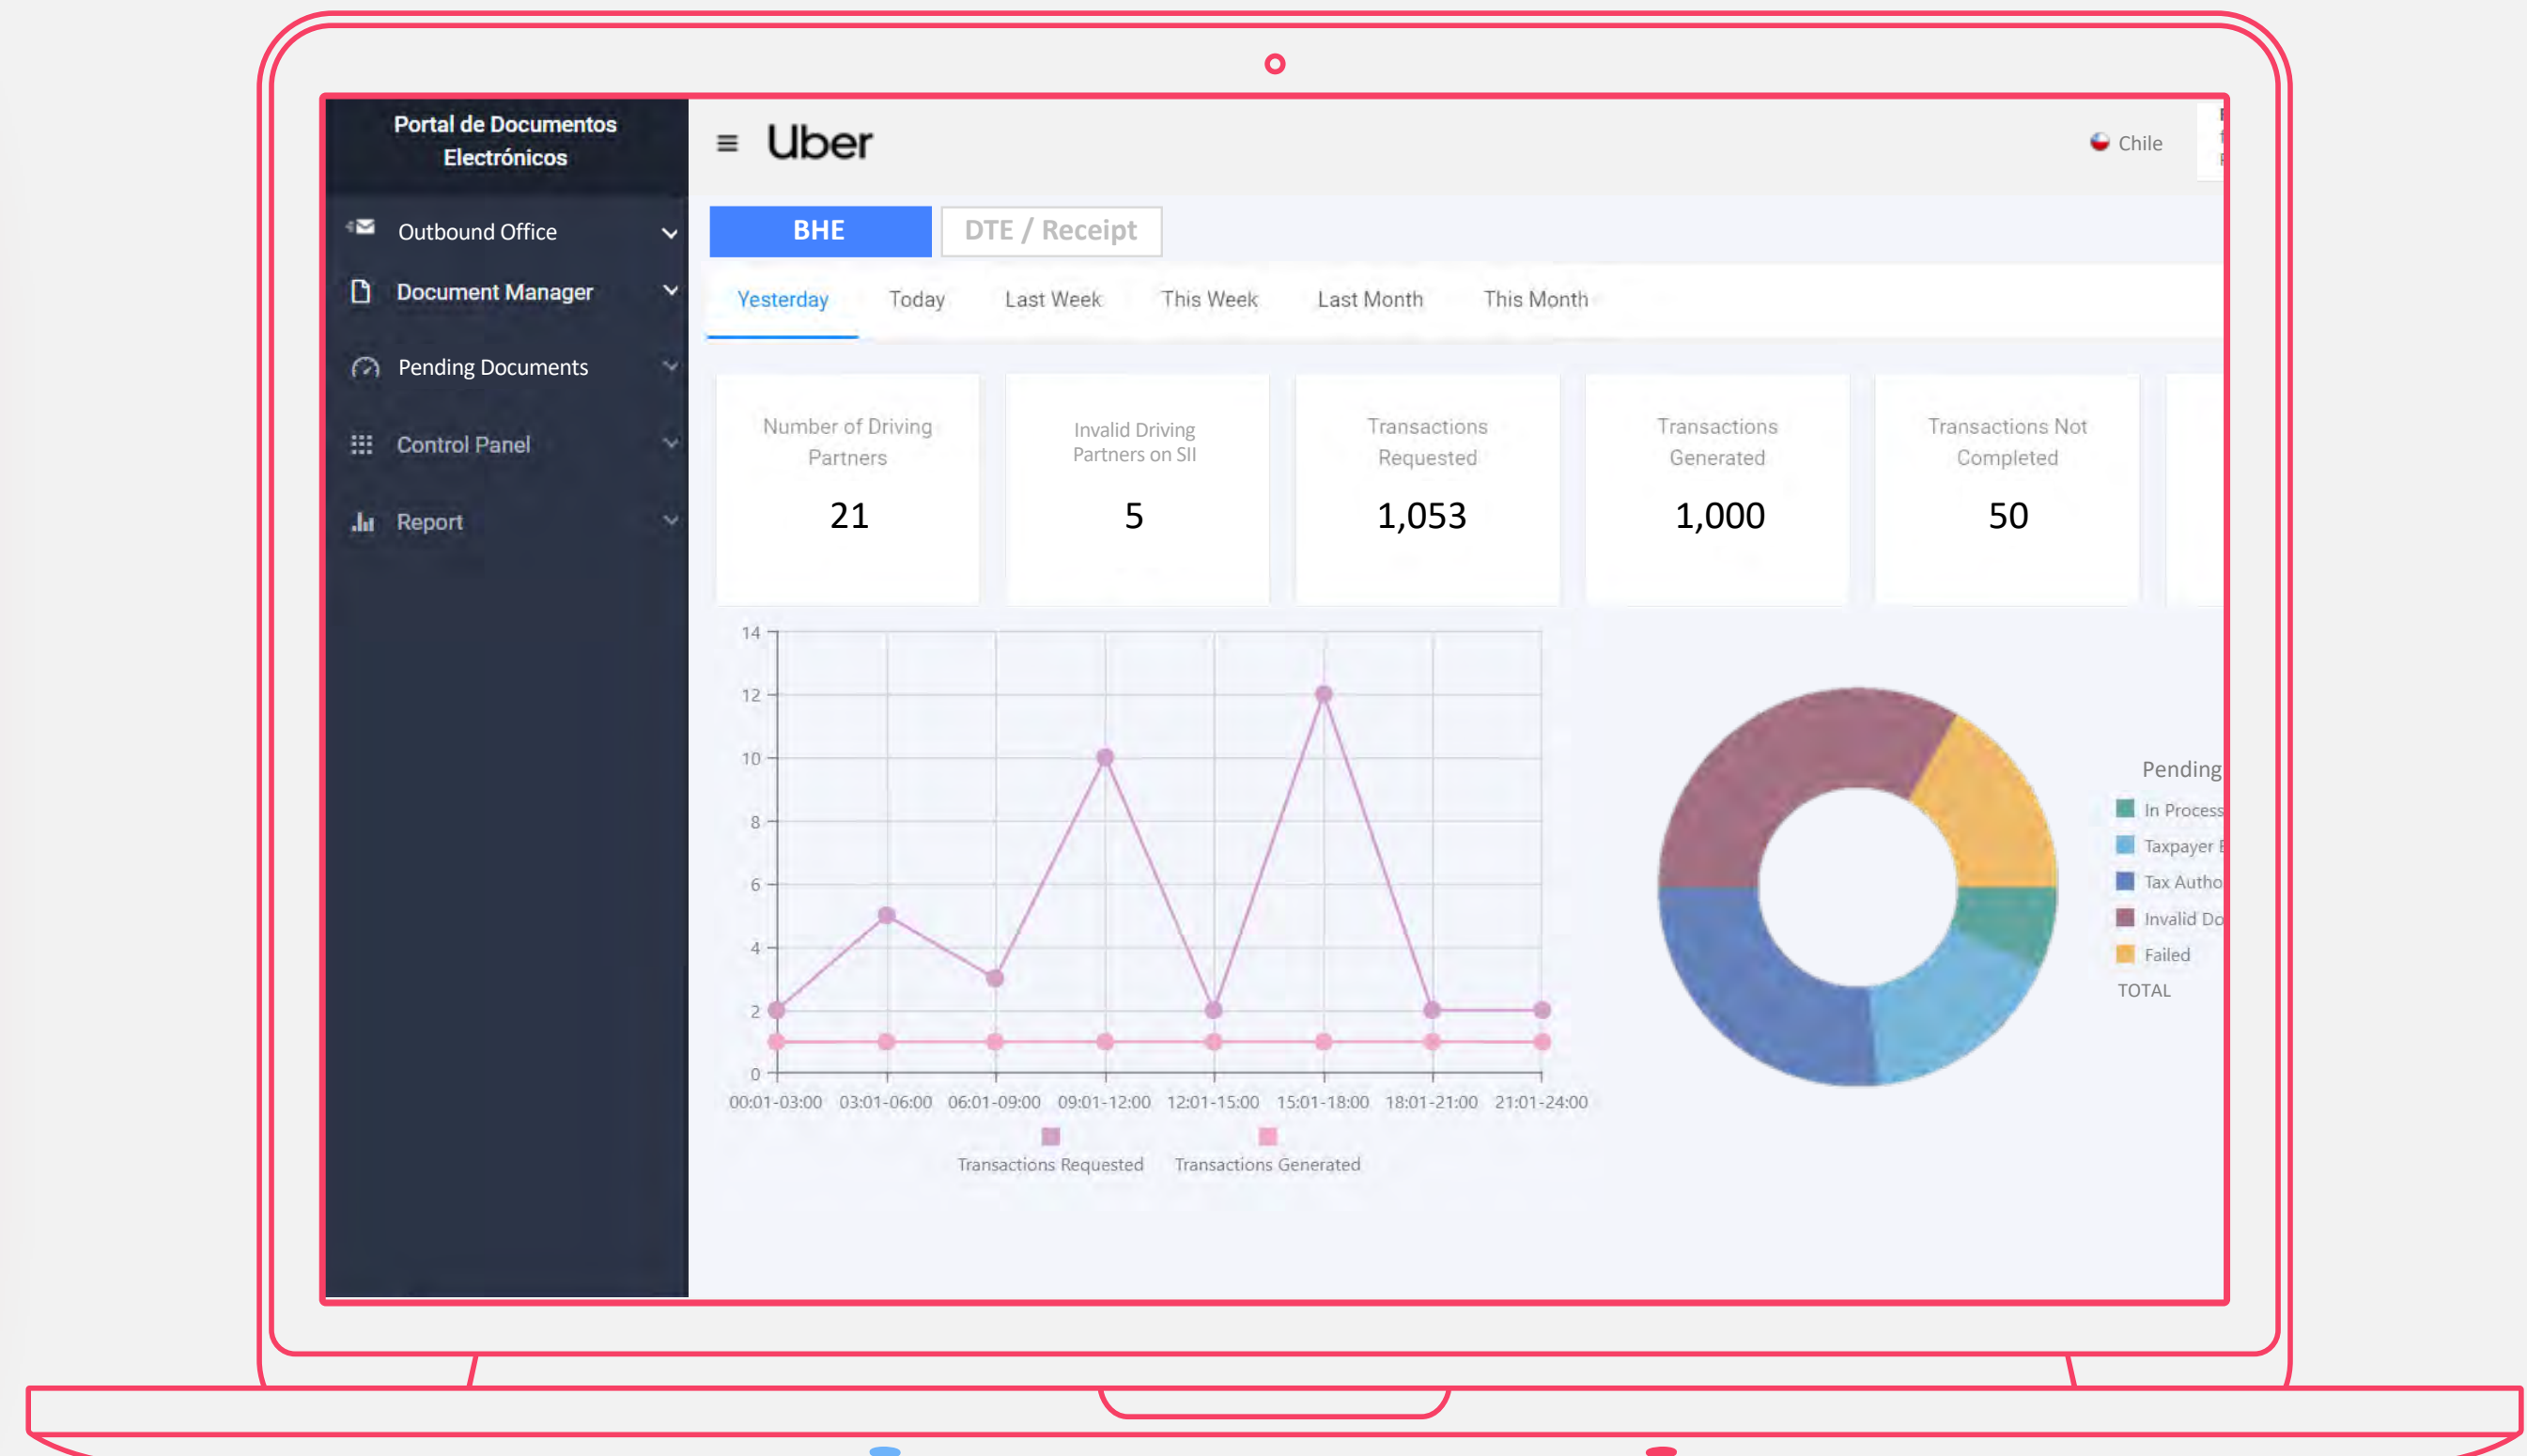 Portal de Documentos
Electrónicos
Uber
Chile
Outbound Office
Document Manager
Pending Documents
Control Panel
Report
BHE
DTE / Receipt
Yesterday
Today
Last Week
This Week
Last Month
This Month
Number of Driving
Partners
21
Invalid Driving
Partners on SII
5
Transactions
Requested
1,053
Transactions
Generated
1,000
Transactions Not
Completed
50
14
12
10
8
6
4
2
0
00:01-03:00 03:01-06:00 06:01-09:00 09:01-12:00 12:01-15:00 15:01-18:00 18:01-21:00 21:01-24:00
Transactions Requested
Transactions Generated
Pending
In Process
Taxpayer
Tax
Invalid
Failed
TOTAL